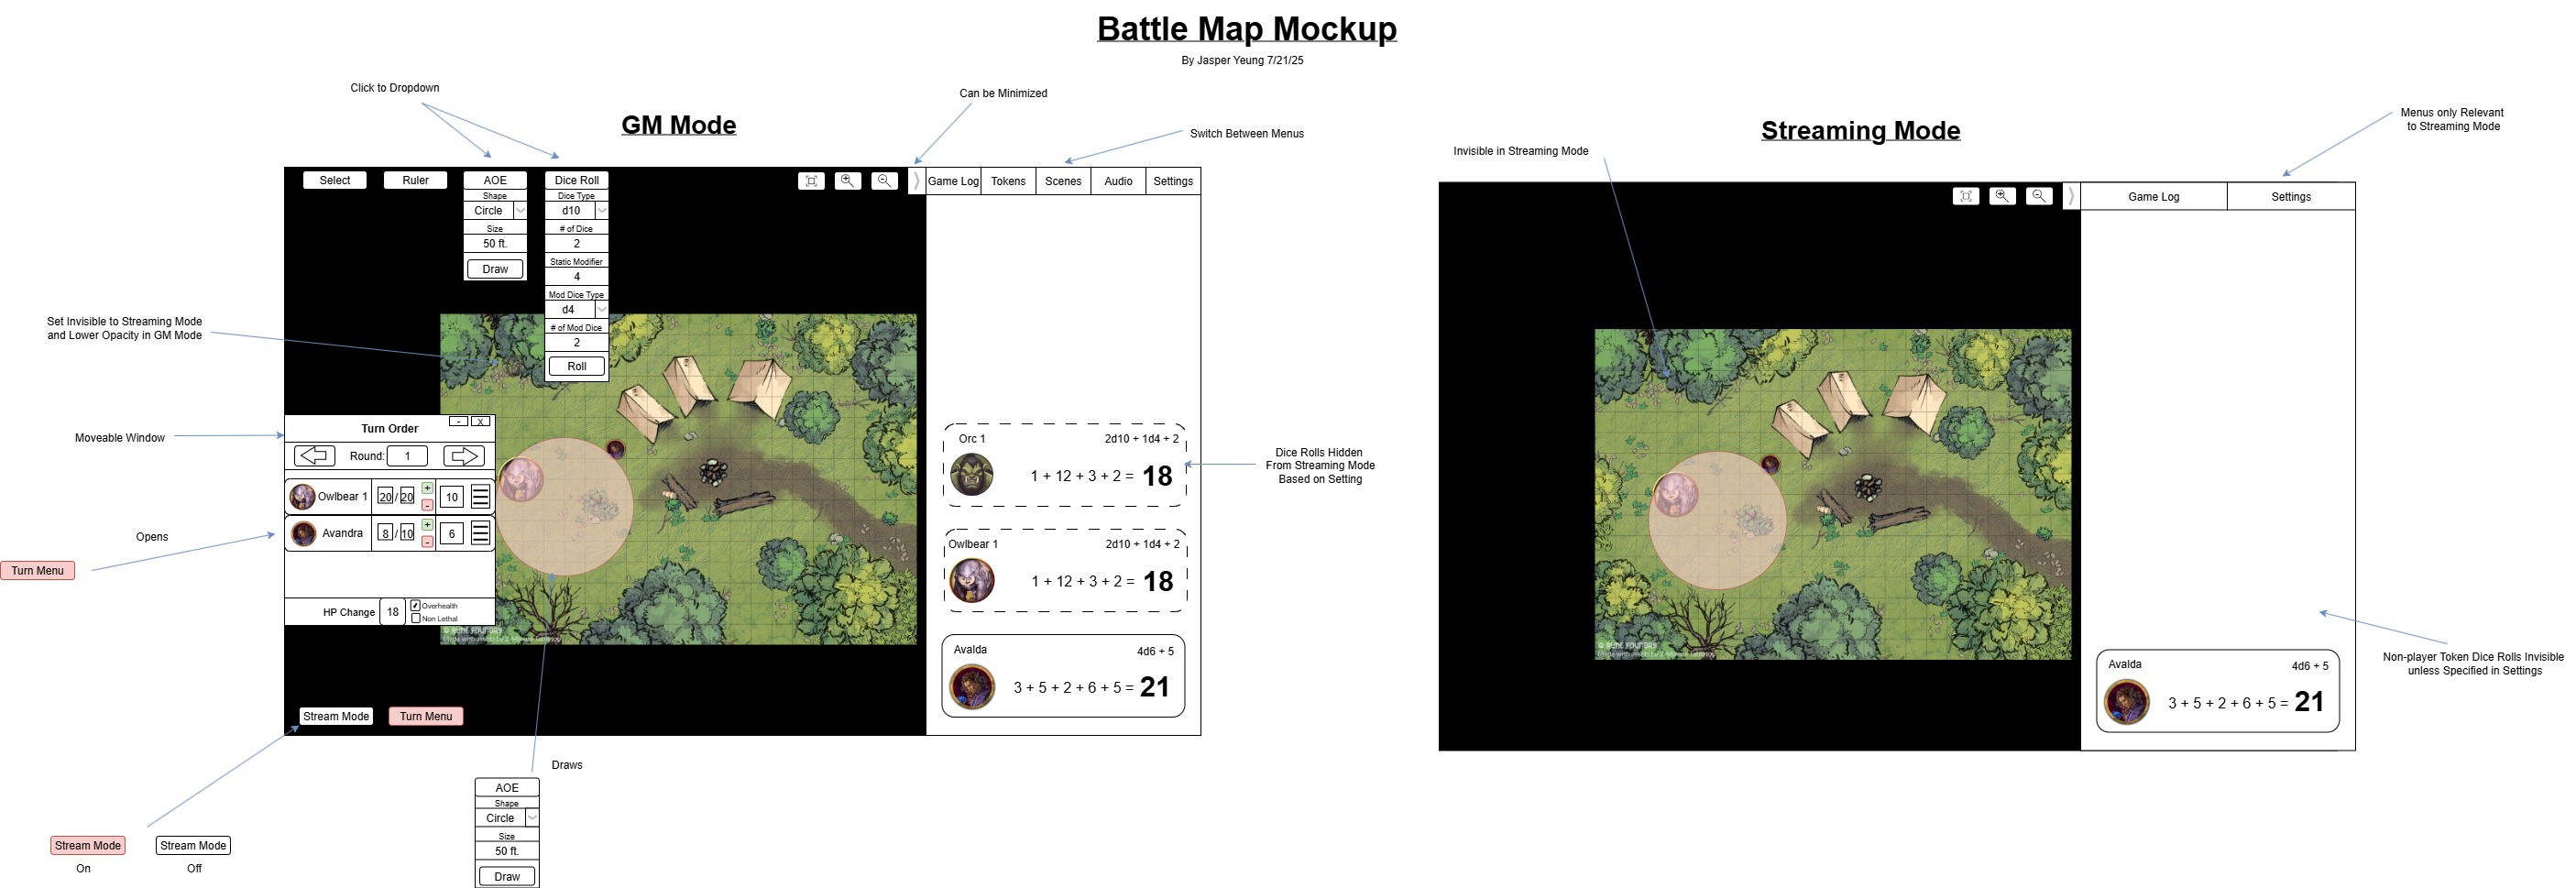 Battle Map Mockup
By Jasper Yeung 7/21/25
Click to Dropdown
Can be Minimized
GM Mode
Switch Between Menus
Select
Ruler
AOE
Shape
Circle
Size
50 ft.
Draw
Dice Roll
Dice Type
d10
# of Dice
2
Static Modifier
4
Mod Dice Type
d4
# of Mod Dice
2
Roll
Game Log
Tokens
Scenes
Audio
Settings
Set Invisible to Streaming Mode
and Lower Opacity in GM Mode
Moveable Window
Turn Order
- X
Round: 1
Owlbear 1 20 / 20 + - 10
Avandra 8 / 10 + - 6
HP Change 18
Overhealth
Non Lethal
Opens
Turn Menu
© RUNE FOUNDRY
Orc 1 2d10 + 1d4 + 2
1 + 12 + 3 + 2 = 18
Owlbear 1 2d10 + 1d4 + 2
1 + 12 + 3 + 2 = 18
Avalda 4d6 + 5
3 + 5 + 2 + 6 + 5 = 21
Dice Rolls Hidden
From Streaming Mode
Based on Setting
Stream Mode
Turn Menu
Draws
AOE
Shape
Circle
Size
50 ft.
Draw
Stream Mode
On
Stream Mode
Off
Streaming Mode
Invisible in Streaming Mode
Menus only Relevant
to Streaming Mode
Game Log
Settings
© RUNE FOUNDRY
Avalda 4d6 + 5
3 + 5 + 2 + 6 + 5 = 21
Non-player Token Dice Rolls Invisible
unless Specified in Settings